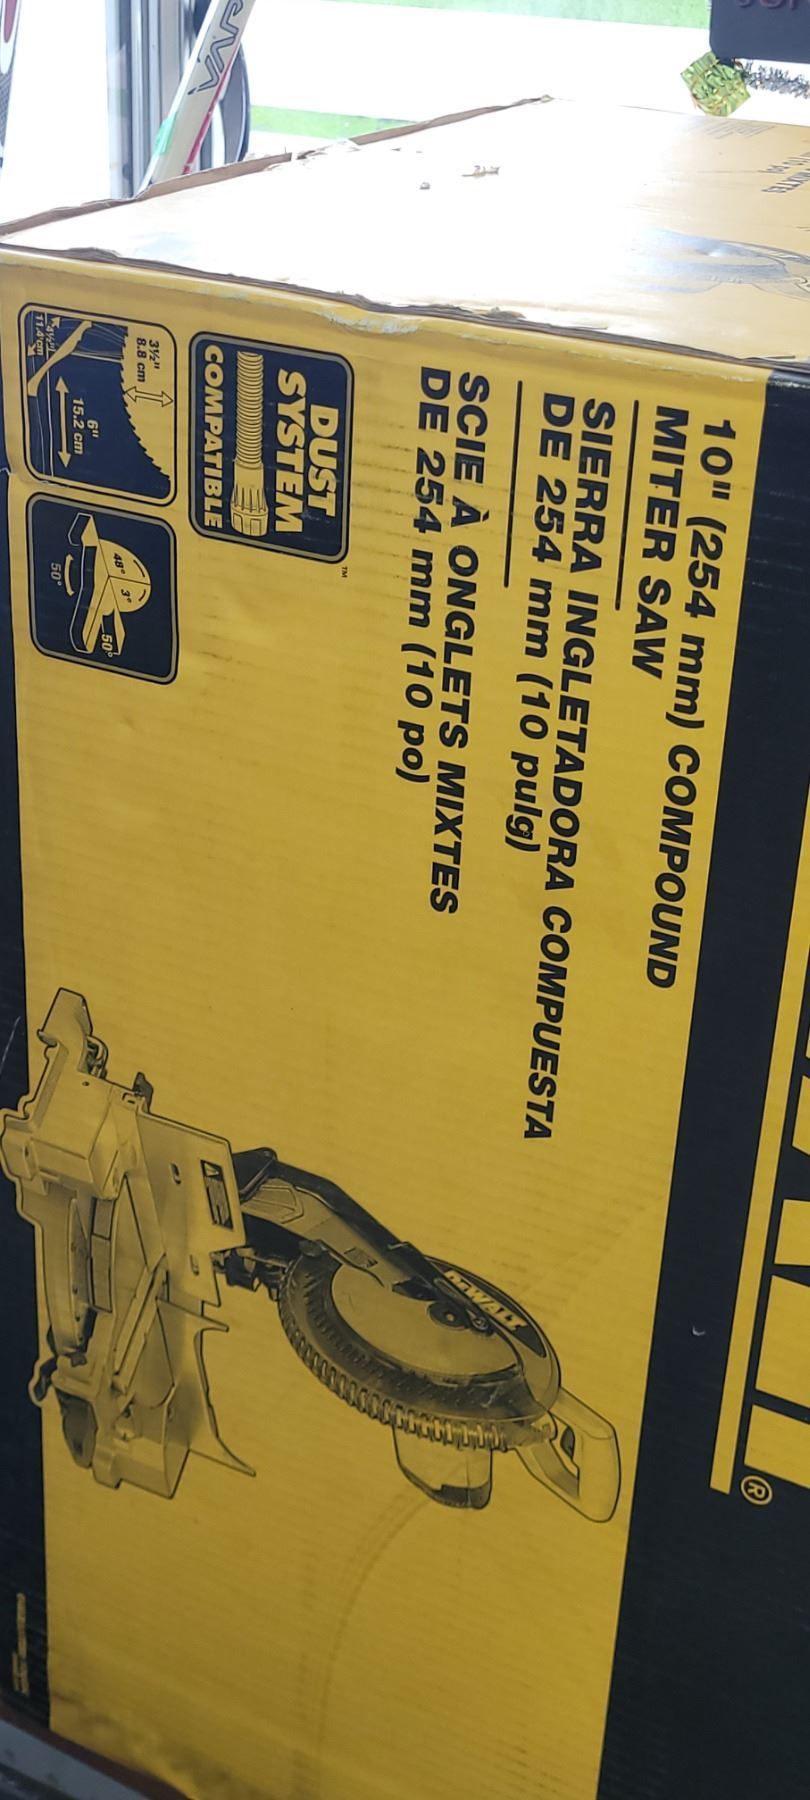 10" (254 mm) COMPOUND
MITER SAW
SIERRA INGLETADORA COMPUESTA
DE 254 mm (10 pulg)
SCIE À ONGLETS MIXTES
DE 254 mm (10 po)
DUST
SYSTEM
COMPATIBLE
TM
3½"
8.8 cm
11.4 cm
6"
15.2 cm
48°
3°
50°
50°
DEWALT
®